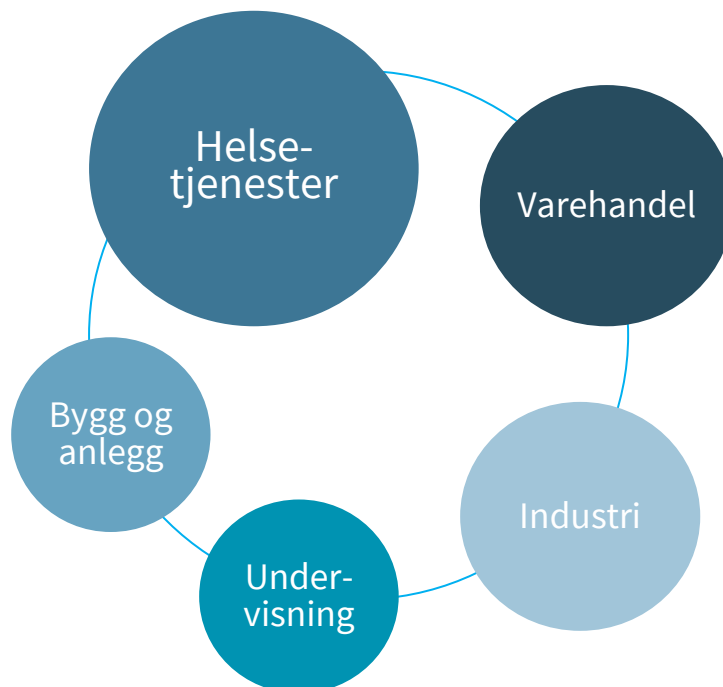 Helse-
tjenester
Varehandel
Bygg og
anlegg
Industri
Under-
visning